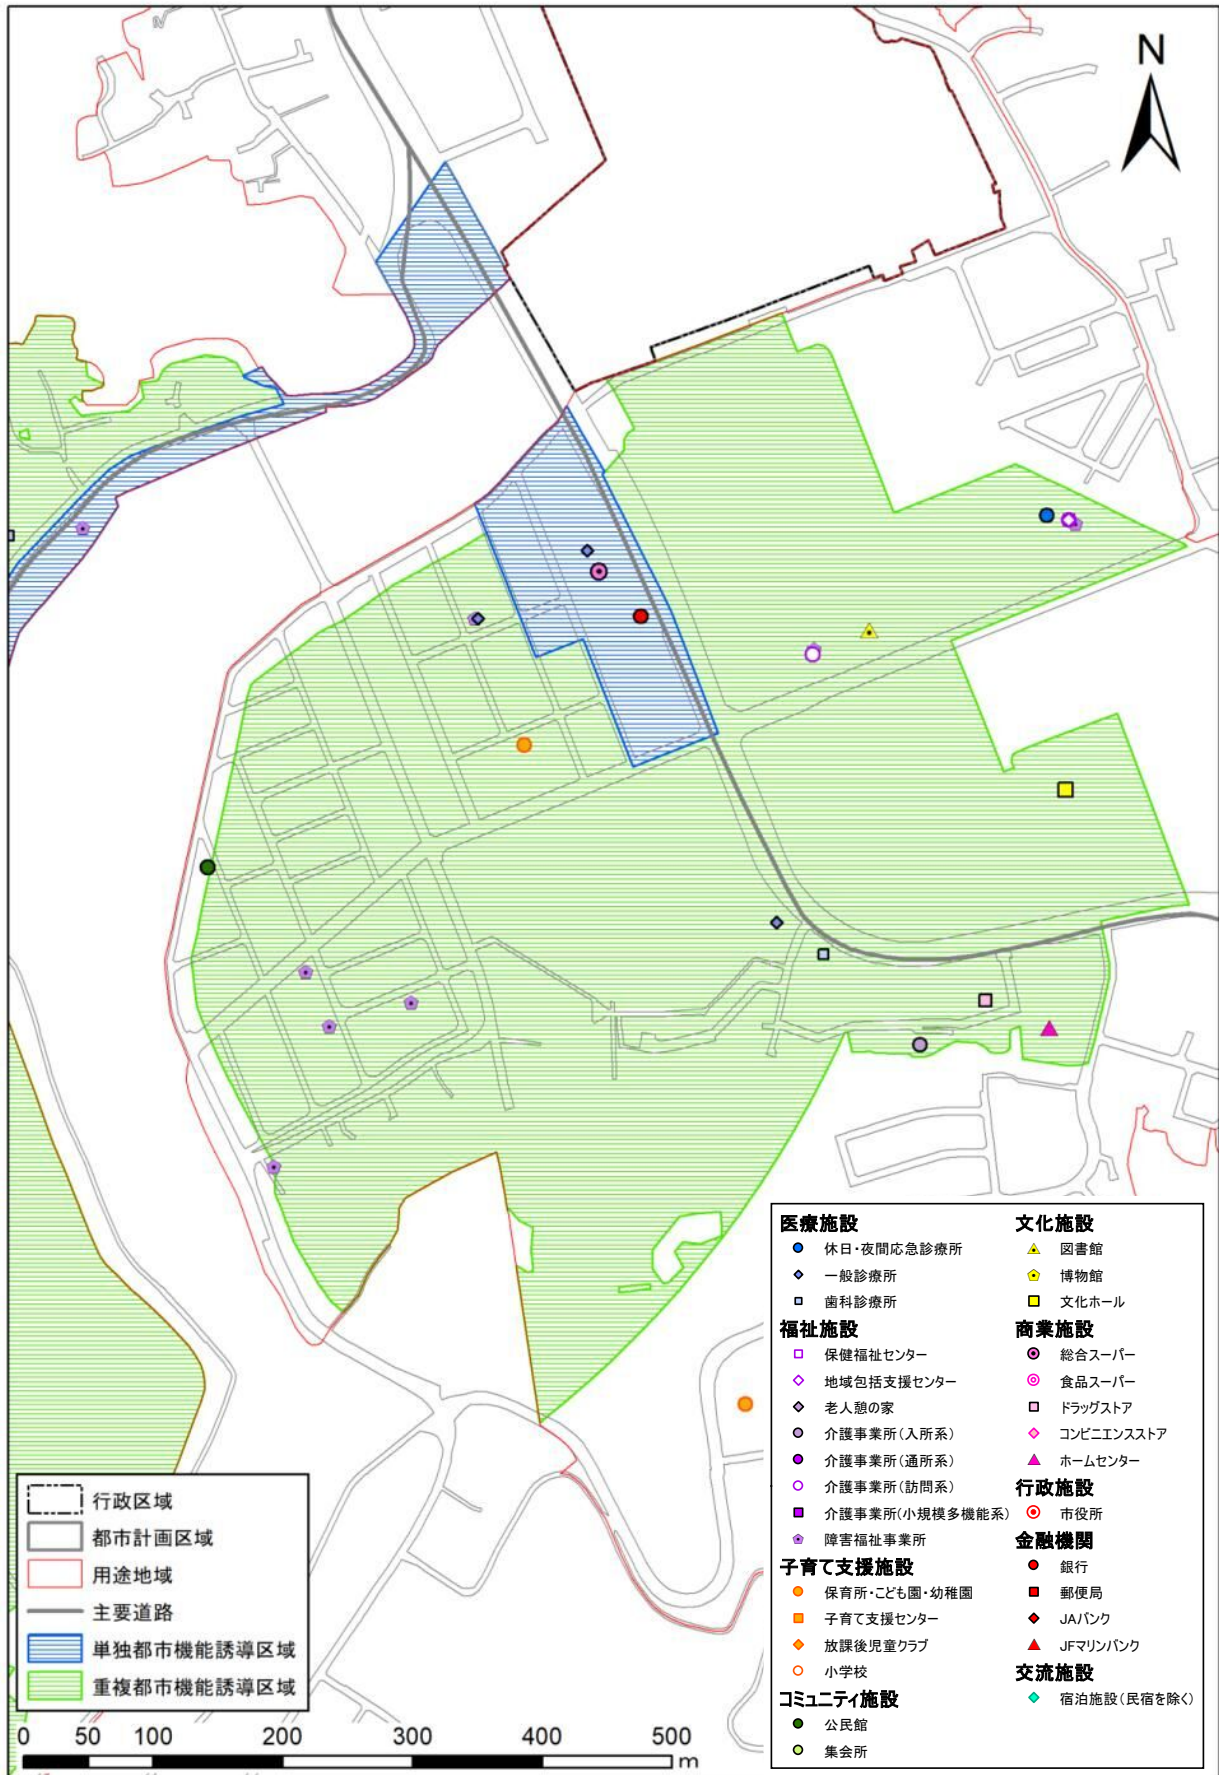 N
医療施設
休日・夜間応急診療所
一般診療所
歯科診療所
福祉施設
保健福祉センター
地域包括支援センター
老人憩の家
介護事業所(入所系)
介護事業所(通所系)
介護事業所(訪問系)
介護事業所(小規模多機能系)
障害福祉事業所
子育て支援施設
保育所・こども園・幼稚園
子育て支援センター
放課後児童クラブ
小学校
コミュニティ施設
公民館
集会所
文化施設
図書館
博物館
文化ホール
商業施設
総合スーパー
食品スーパー
ドラッグストア
コンビニエンスストア
ホームセンター
行政施設
市役所
金融機関
銀行
郵便局
JAバンク
JFマリンバンク
交流施設
宿泊施設(民宿を除く)
行政区域
都市計画区域
用途地域
主要道路
単独都市機能誘導区域
重複都市機能誘導区域
0 50 100 200 300 400 500
m